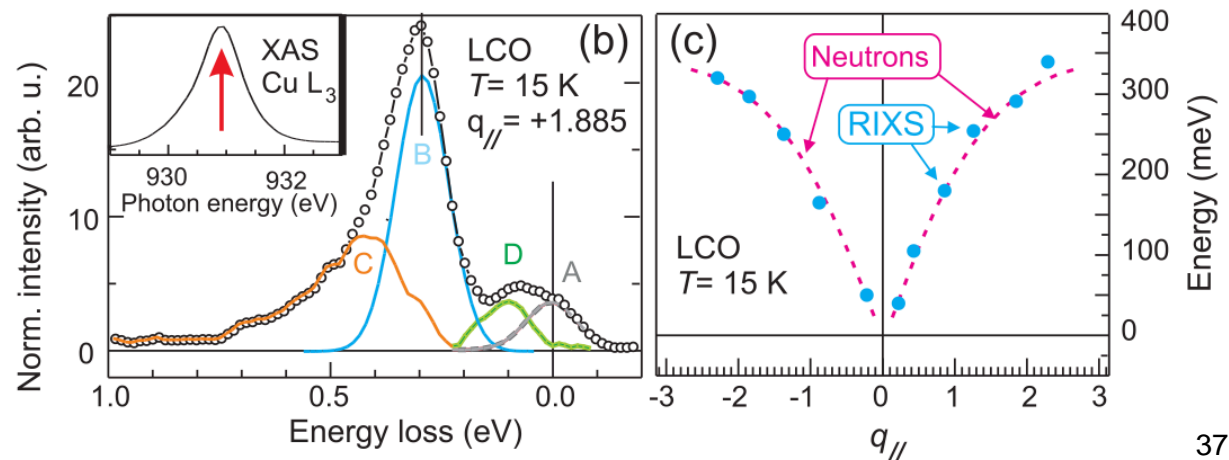 XAS
Cu L3
930 932
Photon energy (eV)
(b)
LCO
T= 15 K
q// = +1.885
B
C
D
A
20
10
0
Norm. intensity (arb. u.)
1.0 0.5 0.0
Energy loss (eV)
(c)
Neutrons
RIXS
LCO
T= 15 K
400
300
200
100
0
Energy (meV)
-3 -2 -1 0 1 2 3
q//
37